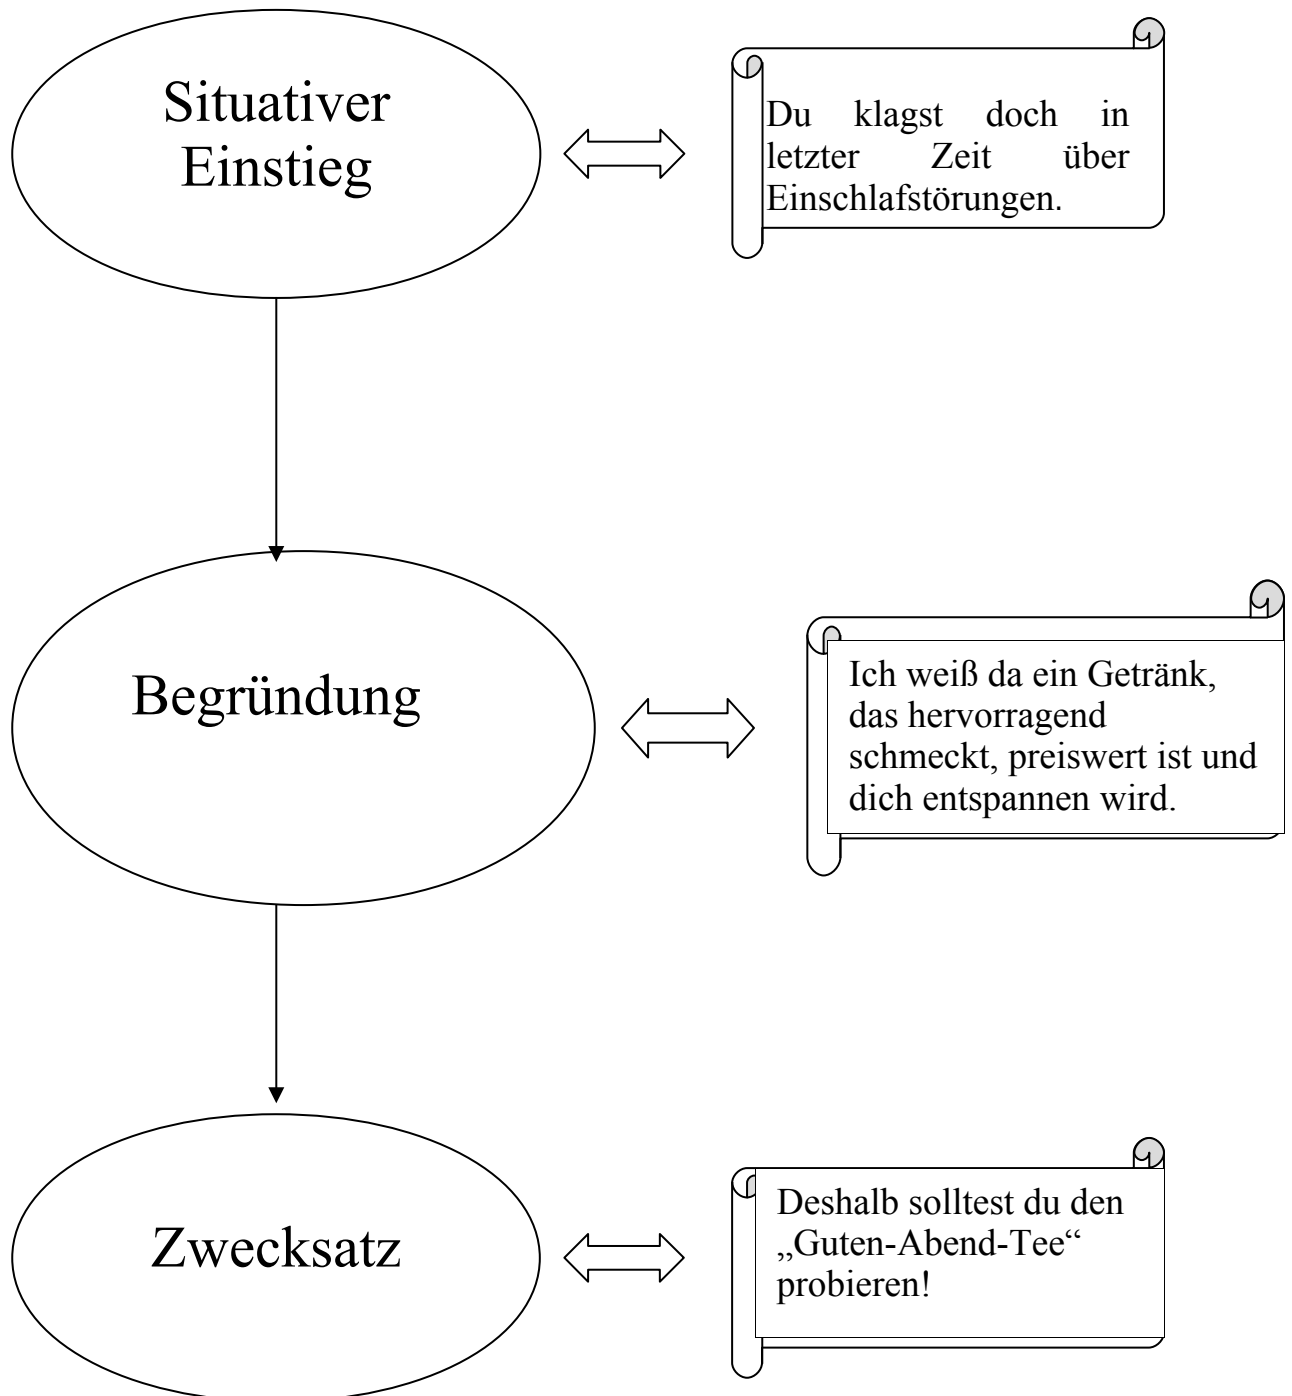 Situativer
Einstieg
Du klagst doch in
letzter Zeit über
Einschlafstörungen.
Begründung
Ich weiß da ein Getränk,
das hervorragend
schmeckt, preiswert ist und
dich entspannen wird.
Zwecksatz
Deshalb solltest du den
„Guten-Abend-Tee“
probieren!